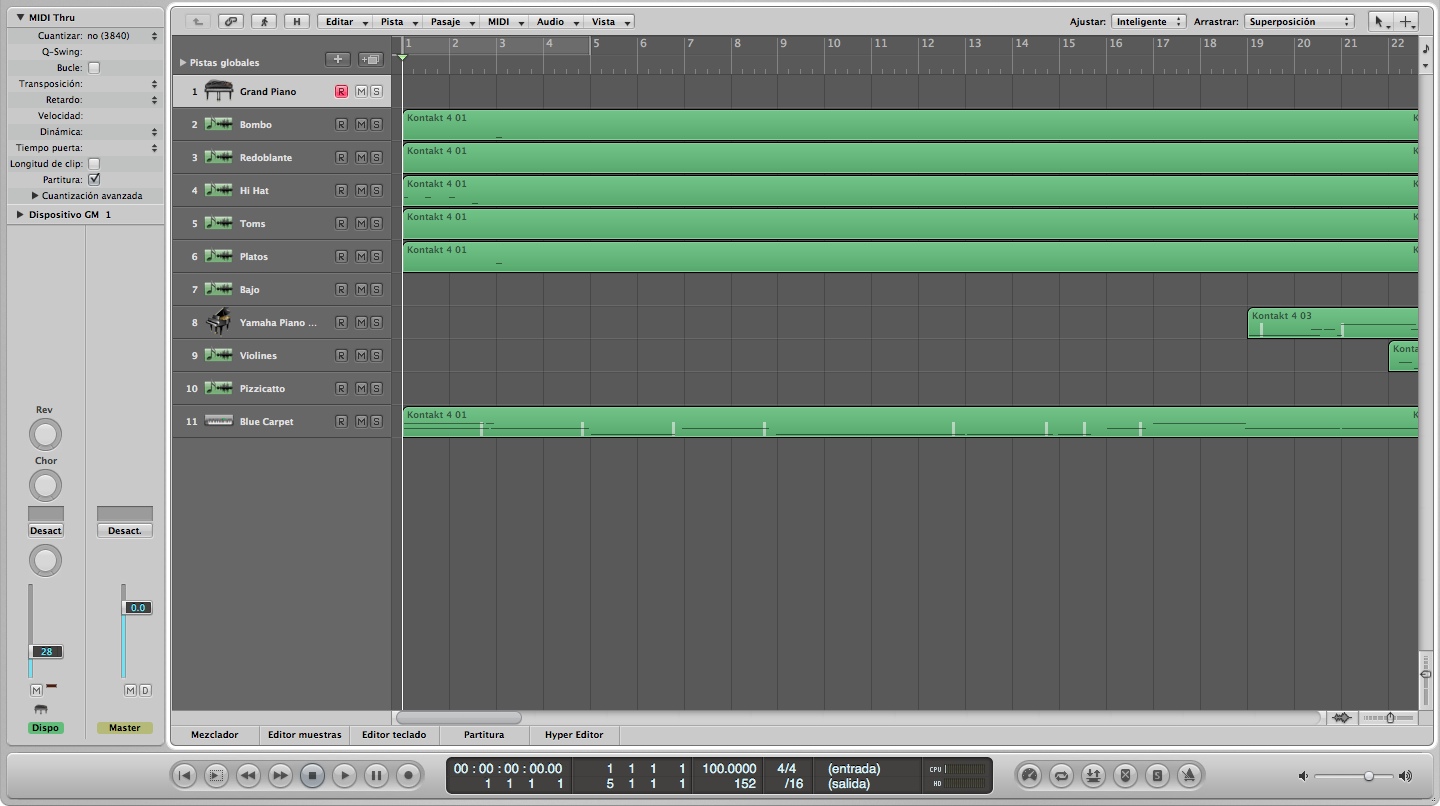 MIDI Thru
Cuantizar: no (3840)
Q-Swing:
Bucle:
Transposición:
Retardo:
Velocidad:
Dinámica:
Tiempo puerta:
Longitud de clip:
Partitura:
Cuantización avanzada
Dispositivo GM 1
Rev
Chor
Desact Desact.
0.0
28
M M D
Dispo Master
H Editar Pista Pasaje MIDI Audio Vista Ajustar: Inteligente Arrastrar: Superposición
1 2 3 4 5 6 7 8 9 10 11 12 13 14 15 16 17 18 19 20 21 22
Pistas globales
1 Grand Piano R M S
2 Bombo R M S Kontakt 4 01 K
3 Redoblante R M S Kontakt 4 01 K
4 Hi Hat R M S Kontakt 4 01 K
5 Toms R M S Kontakt 4 01 K
6 Platos R M S Kontakt 4 01 K
7 Bajo R M S
8 Yamaha Piano ... R M S Kontakt 4 03
9 Violines R M S Konta
10 Pizzicatto R M S
11 Blue Carpet R M S Kontakt 4 01 K
Mezclador Editor muestras Editor teclado Partitura Hyper Editor
00 : 00 : 00 : 00.00 1 1 1 1 100.0000 4/4 (entrada) CPU
1 1 1 1 5 1 1 1 152 /16 (salida) HD
S